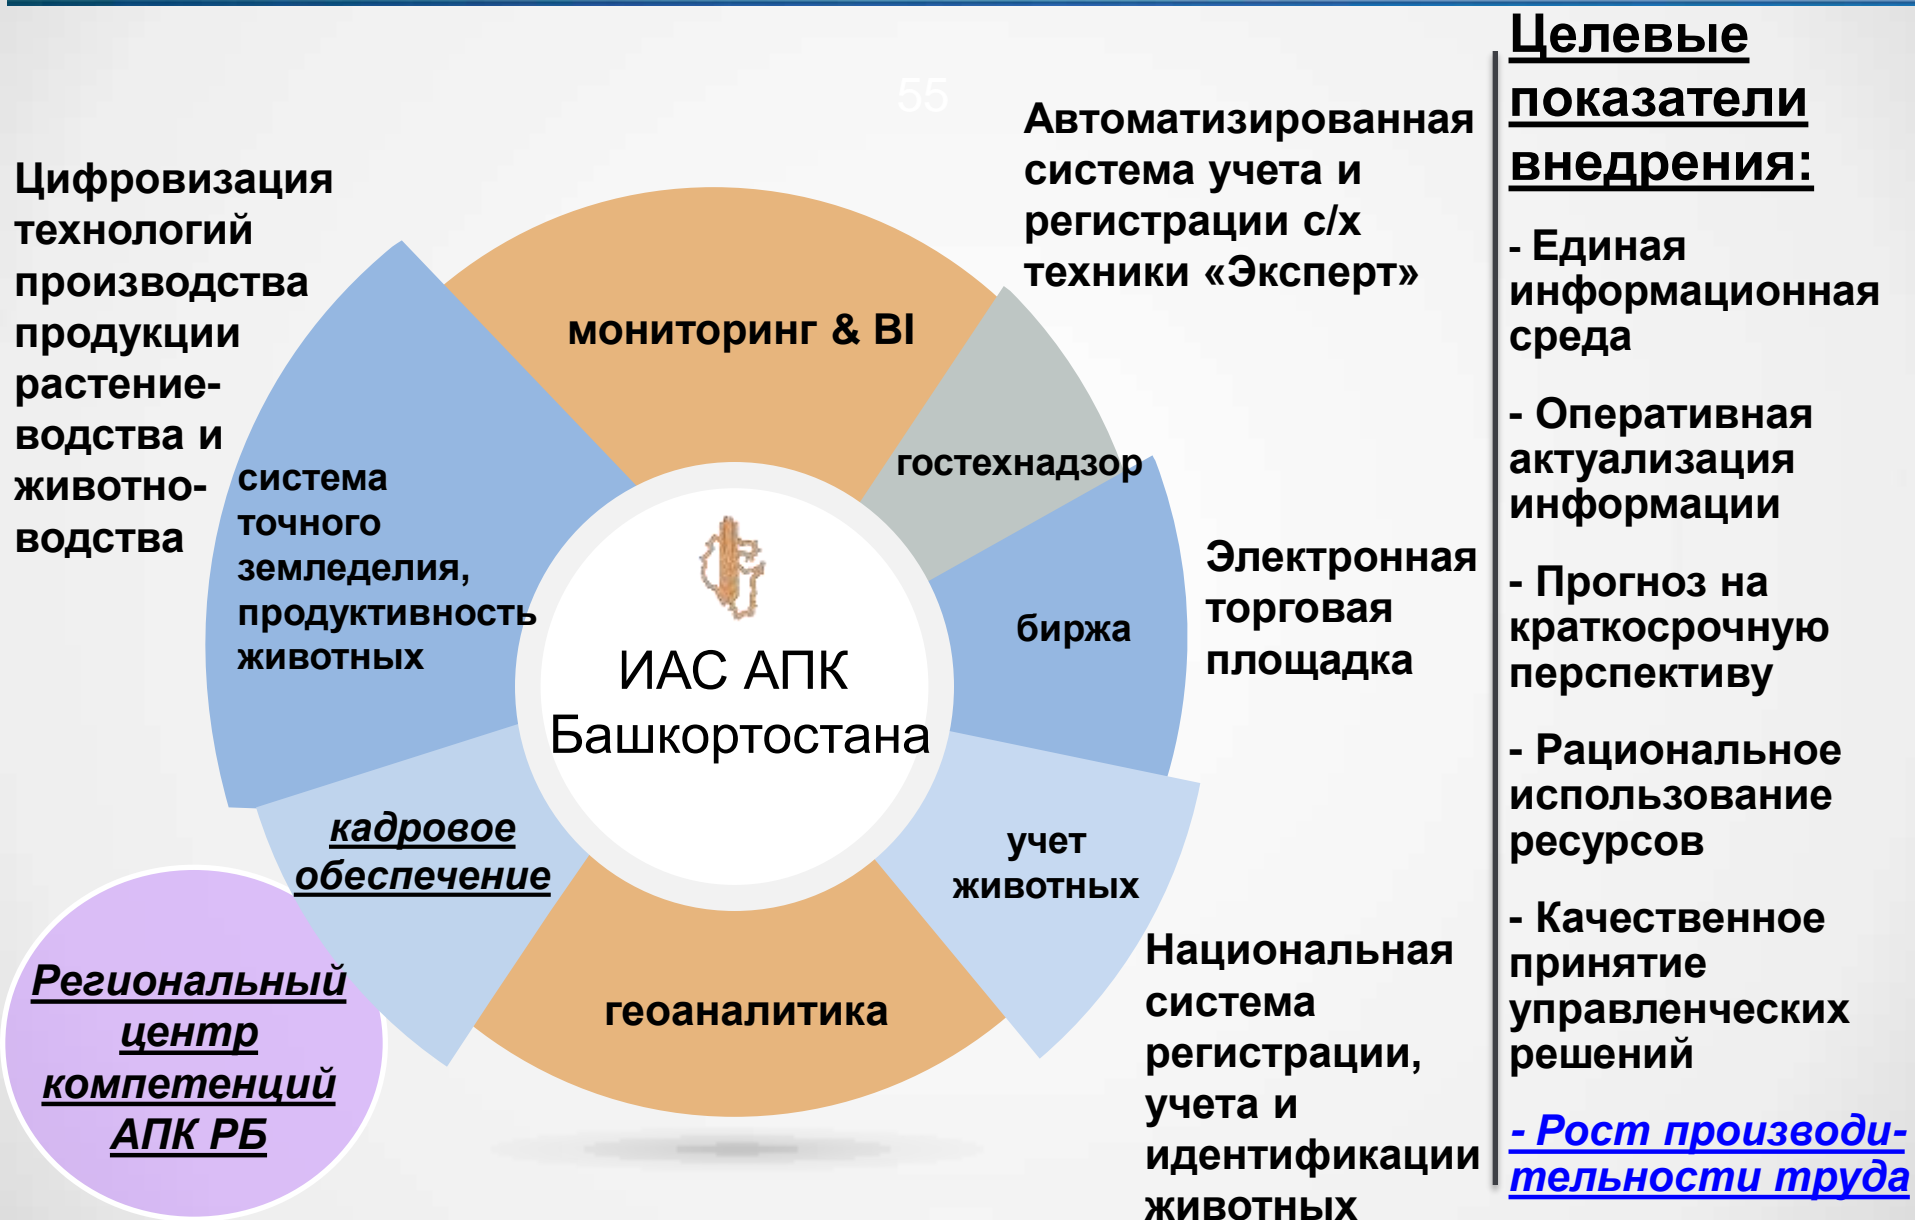 55
Цифровизация
технологий
производства
продукции
растение-
водства и
животно-
водства
мониторинг & BI
Автоматизированная
система учета и
регистрации с/х
техники «Эксперт»
гостехнадзор
система
точного
земледелия,
продуктивность
животных
ИАС АПК
Башкортостана
биржа
Электронная
торговая
площадка
кадровое
обеспечение
учет
животных
геоаналитика
Региональный
центр
компетенций
АПК РБ
Национальная
система
регистрации,
учета и
идентификации
животных
Целевые
показатели
внедрения:
- Единая
информационная
среда
- Оперативная
актуализация
информации
- Прогноз на
краткосрочную
перспективу
- Рациональное
использование
ресурсов
- Качественное
принятие
управленческих
решений
- Рост производи-
тельности труда